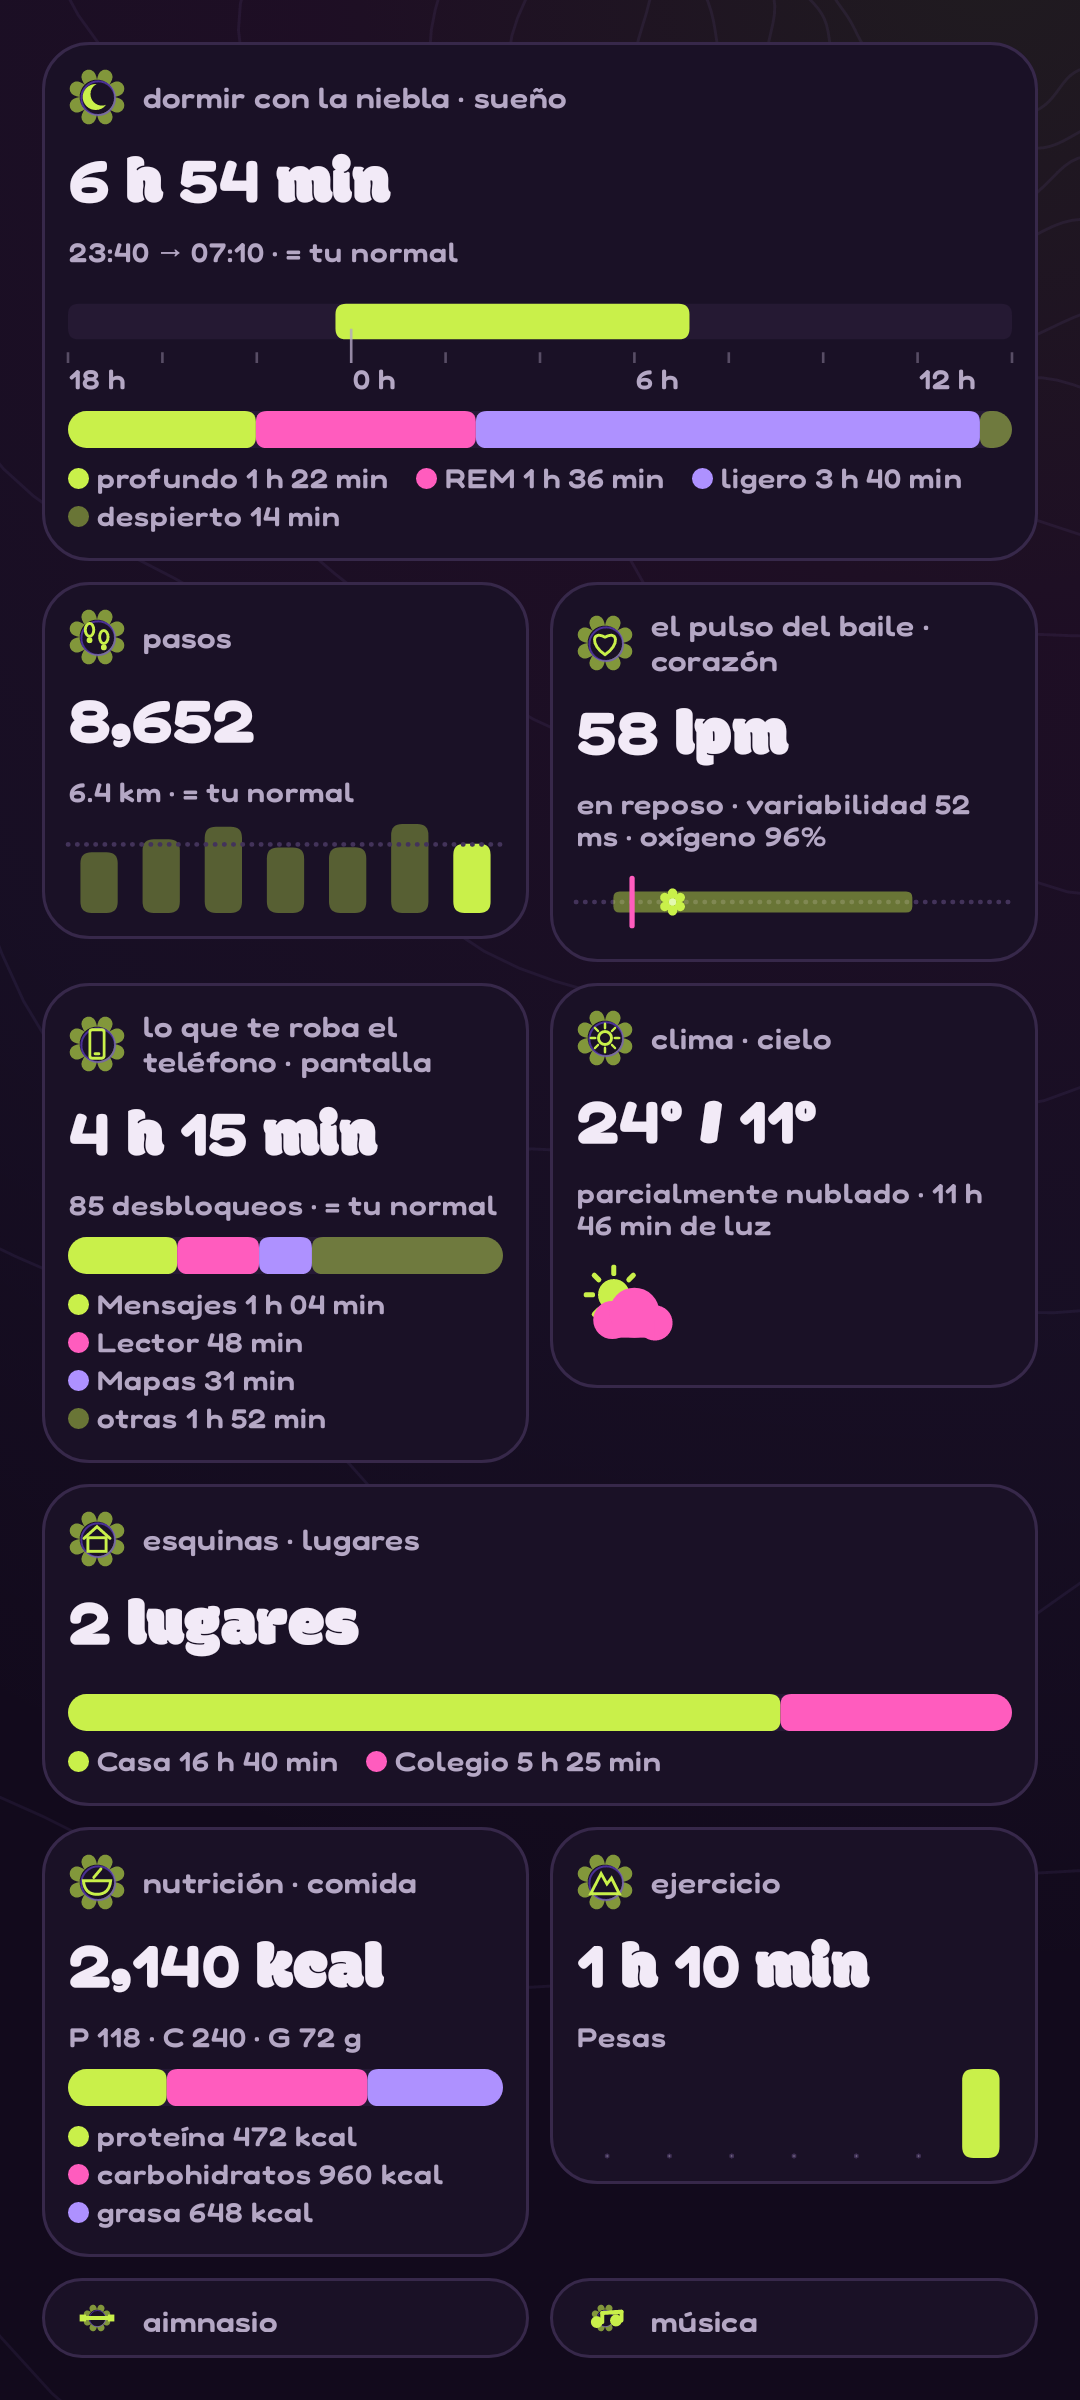 dormir con la niebla · sueño
6 h 54 min
23:40 → 07:10 · = tu normal
18 h 0 h 6 h 12 h
profundo 1 h 22 min REM 1 h 36 min ligero 3 h 40 min
despierto 14 min
pasos
8,652
6.4 km · = tu normal
el pulso del baile ·
corazón
58 lpm
en reposo · variabilidad 52
ms · oxígeno 96%
lo que te roba el
teléfono · pantalla
4 h 15 min
85 desbloqueos · = tu normal
Mensajes 1 h 04 min
Lector 48 min
Mapas 31 min
otras 1 h 52 min
clima · cielo
24° / 11°
parcialmente nublado · 11 h
46 min de luz
esquinas · lugares
2 lugares
Casa 16 h 40 min Colegio 5 h 25 min
nutrición · comida
2,140 kcal
P 118 · C 240 · G 72 g
proteína 472 kcal
carbohidratos 960 kcal
grasa 648 kcal
ejercicio
1 h 10 min
Pesas
aimnasio
música